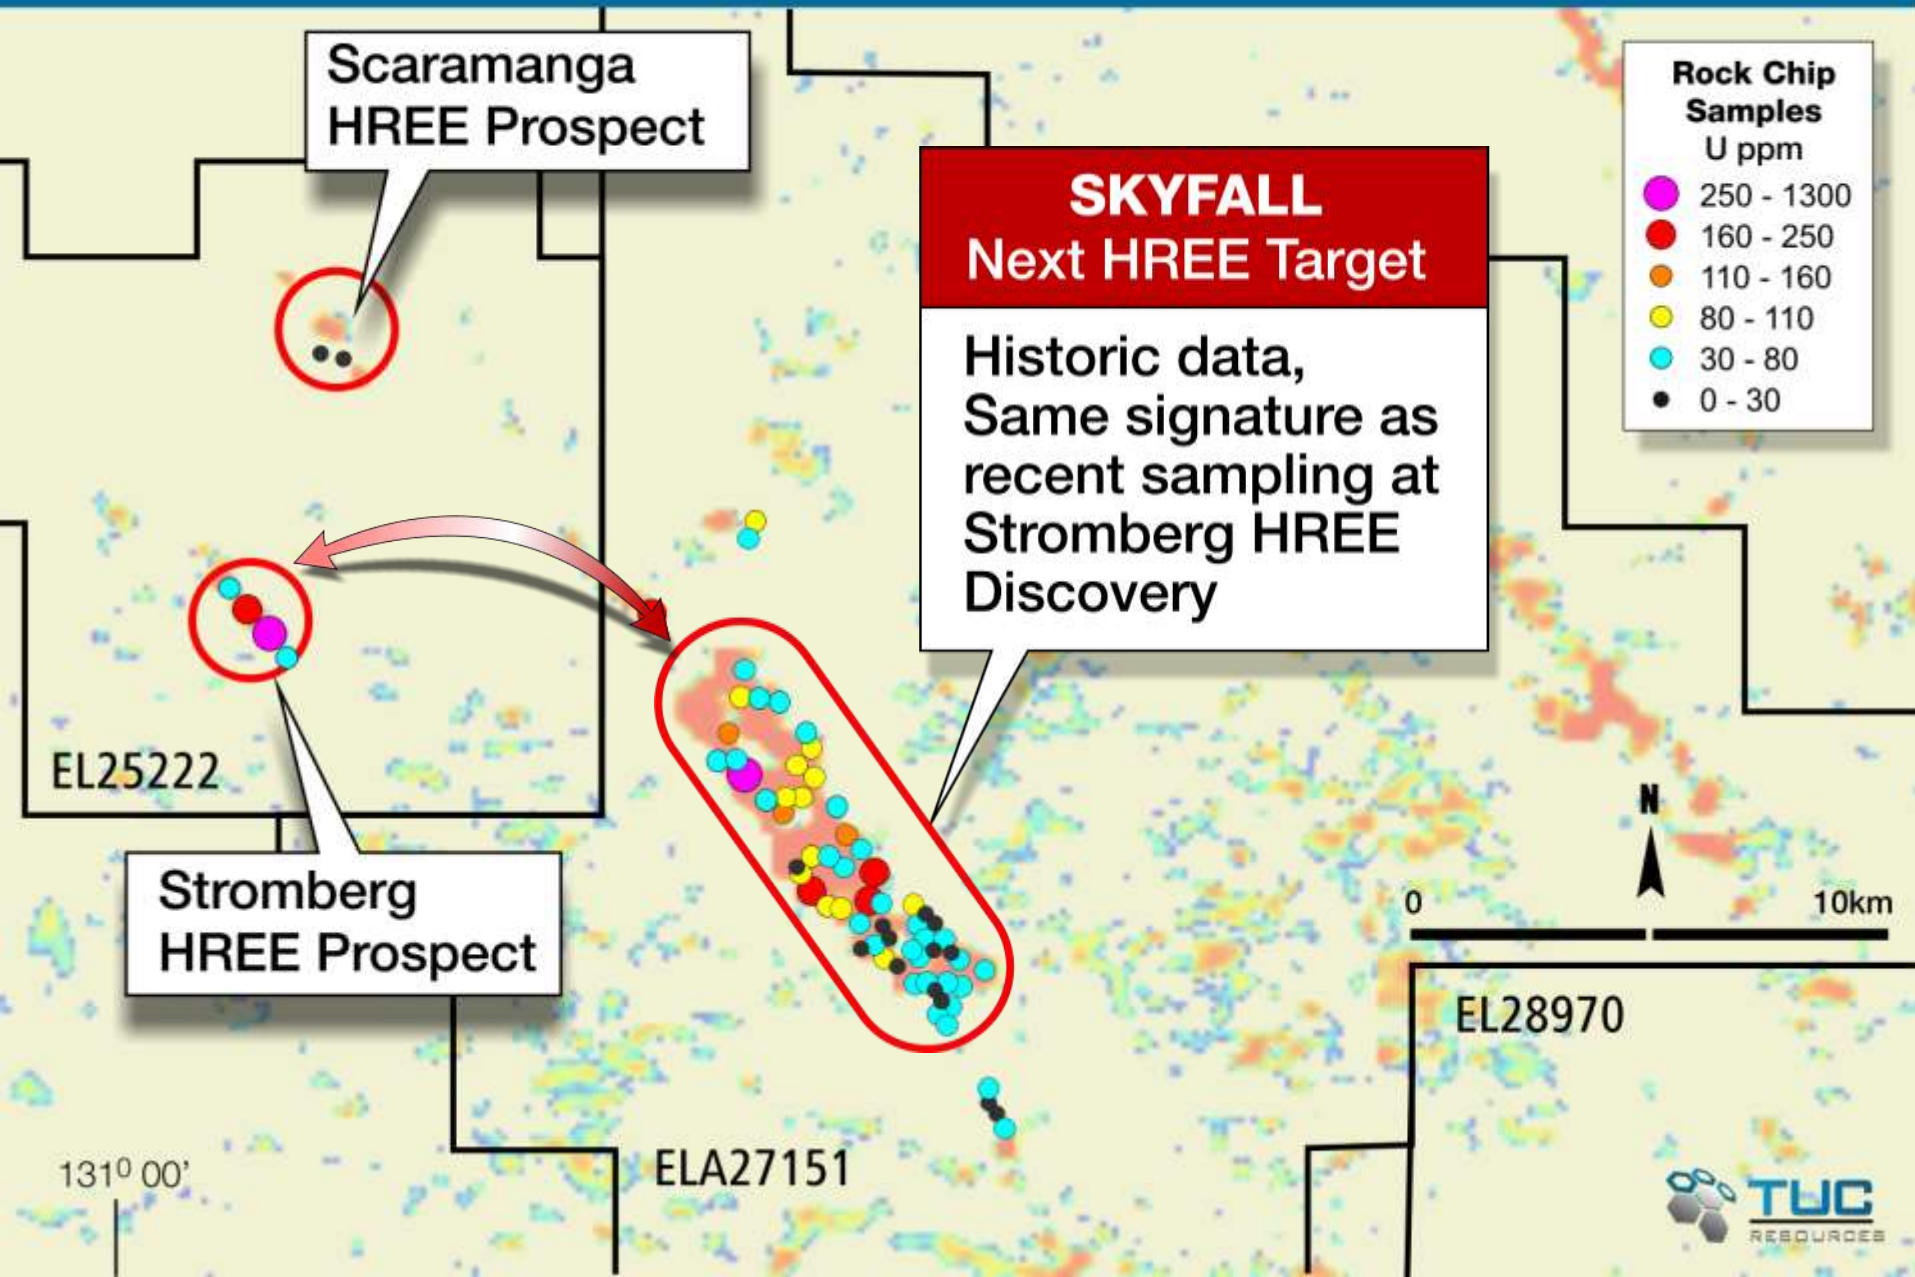 Scaramanga
HREE Prospect
Rock Chip
Samples
U ppm
250 - 1300
160 - 250
110 - 160
80 - 110
30 - 80
0 - 30
SKYFALL
Next HREE Target
Historic data,
Same signature as
recent sampling at
Stromberg HREE
Discovery
EL25222
Stromberg
HREE Prospect
N
0 10km
EL28970
ELA27151
131⁰ 00'
TUC
RESOURCES